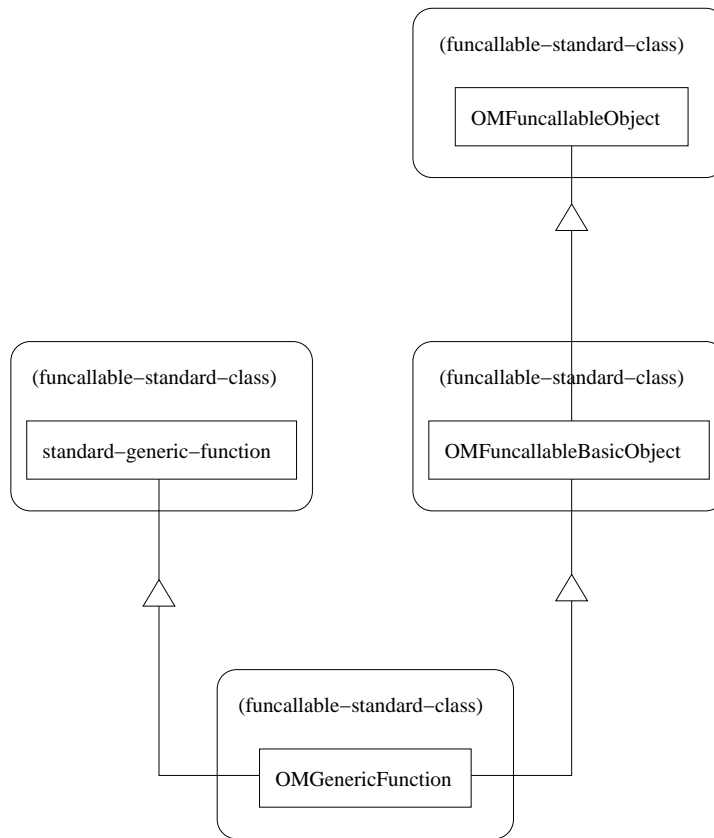 (funcallable−standard−class)
OMFuncallableObject
(funcallable−standard−class)
standard−generic−function
(funcallable−standard−class)
OMFuncallableBasicObject
(funcallable−standard−class)
OMGenericFunction